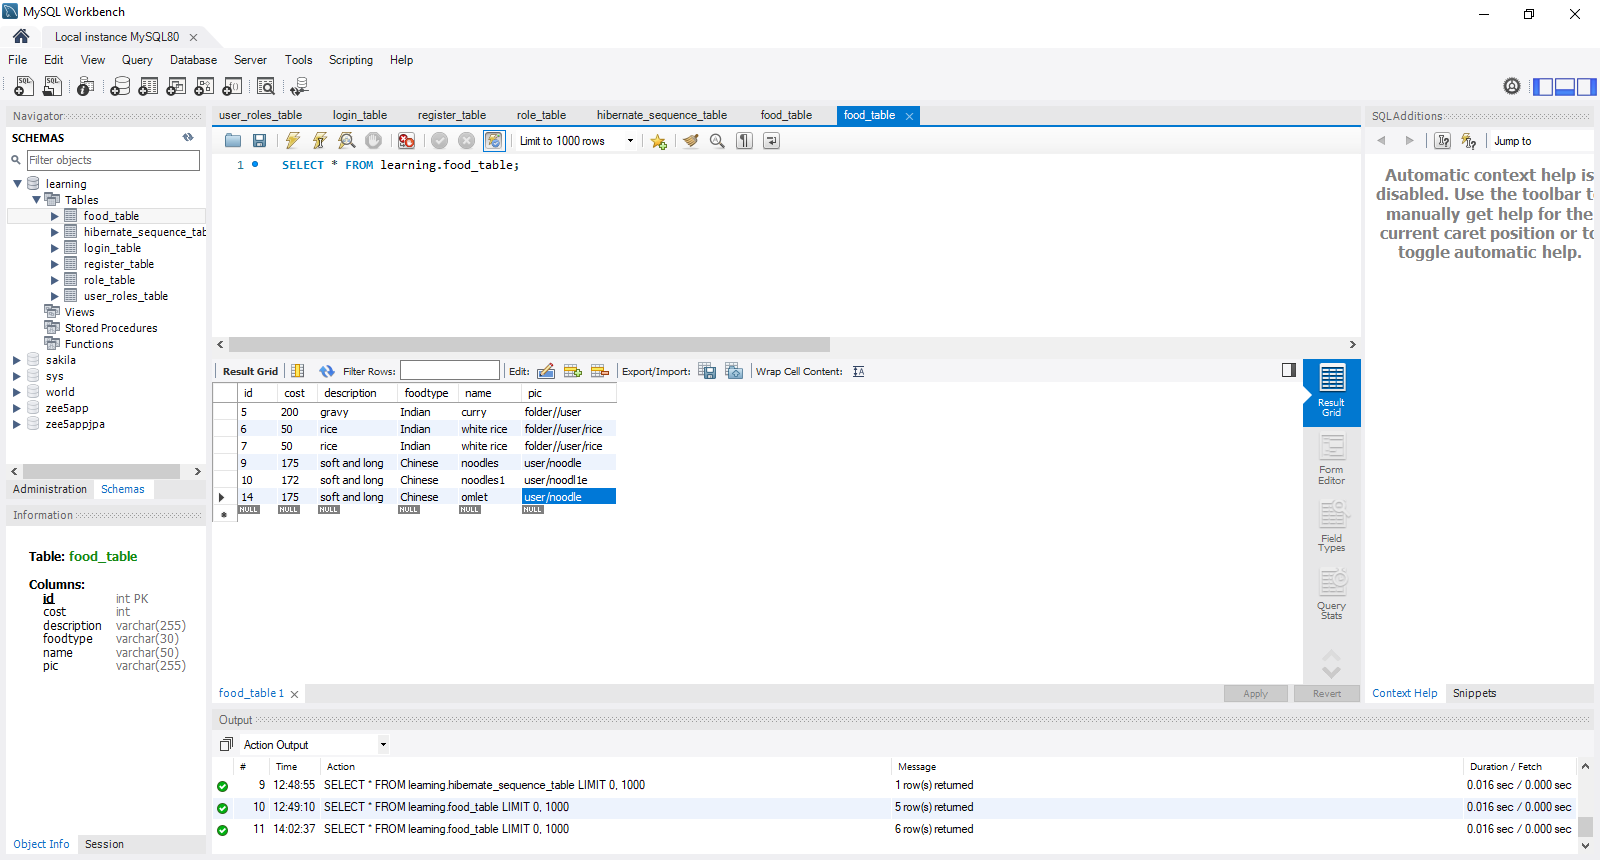 MySQL Workbench
Local instance MySQL80
File Edit View Query Database Server Tools Scripting Help
Navigator
SCHEMAS
Filter objects
learning
Tables
food_table
hibernate_sequence_tab
login_table
register_table
role_table
user_roles_table
Views
Stored Procedures
Functions
sakila
sys
world
zee5app
zee5appjpa
Administration Schemas
Information
Table: food_table
Columns:
id int PK
cost int
description varchar(255)
foodtype varchar(30)
name varchar(50)
pic varchar(255)
Object Info Session
user_roles_table login_table register_table role_table hibernate_sequence_table food_table food_table
Limit to 1000 rows
1 SELECT * FROM learning.food_table;
Result Grid Filter Rows: Edit: Export/Import: Wrap Cell Content:
id cost description foodtype name pic
5 200 gravy Indian curry folder//user
6 50 rice Indian white rice folder//user/rice
7 50 rice Indian white rice folder//user/rice
9 175 soft and long Chinese noodles user/noodle
10 172 soft and long Chinese noodles1 user/noodl1e
14 175 soft and long Chinese omlet user/noodle
NULL NULL NULL NULL NULL NULL
Result
Grid
Form
Editor
Field
Types
Query
Stats
food_table 1
Apply Revert
SQLAdditions
Jump to
Automatic context help is
disabled. Use the toolbar t
manually get help for the
current caret position or to
toggle automatic help.
Context Help Snippets
Output
Action Output
# Time Action Message Duration / Fetch
9 12:48:55 SELECT * FROM learning.hibernate_sequence_table LIMIT 0, 1000 1 row(s) returned 0.016 sec / 0.000 sec
10 12:49:10 SELECT * FROM learning.food_table LIMIT 0, 1000 5 row(s) returned 0.016 sec / 0.000 sec
11 14:02:37 SELECT * FROM learning.food_table LIMIT 0, 1000 6 row(s) returned 0.016 sec / 0.000 sec